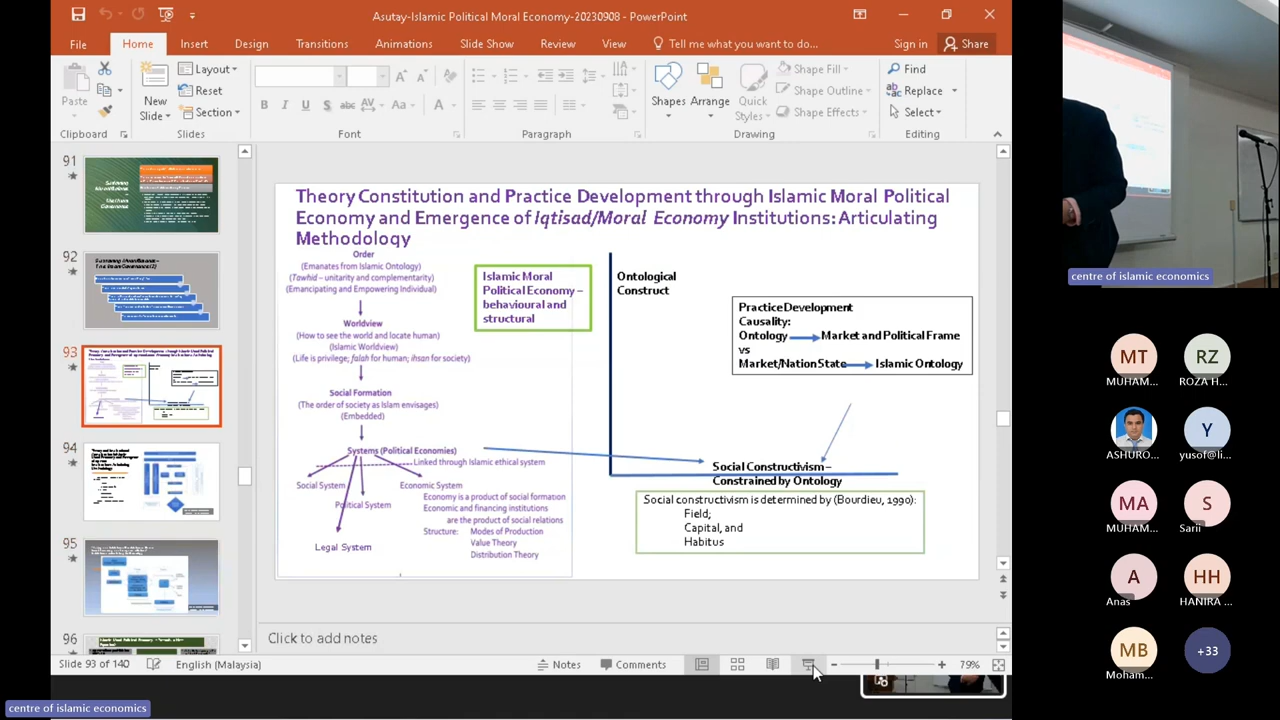 Asutay-Islamic Political Moral Economy-20230908 - PowerPoint
File Home Insert Design Transitions Animations Slide Show Review View Tell me what you want to do... Sign in Share
Paste
Clipboard
New Slide
Layout
Reset
Section
Slides
Font
Paragraph
Shapes
Arrange
Quick Styles
Shape Fill
Shape Outline
Shape Effects
Drawing
Find
Replace
Select
Editing
91
92
93
94
95
96
Theory Constitution and Practice Development through Islamic Moral Political
Economy and Emergence of Iqtisad/Moral Economy Institutions: Articulating
Methodology
Order
(Emanates from Islamic Ontology)
(Tawhid – unitarity and complementarity)
(Emancipating and Empowering Individual)
Worldview
(How to see the world and locate human)
(Islamic Worldview)
(Life is privilege; falah for human; ihsan for society)
Social Formation
(The order of society as Islam envisages)
(Embedded)
Systems (Political Economies)
Linked through Islamic ethical system
Social System
Political System
Legal System
Economic System
Economy is a product of social formation
Economic and financing institutions
are the product of social relations
Structure: Modes of Production
Value Theory
Distribution Theory
Islamic Moral
Political Economy –
behavioural and
structural
Ontological
Construct
Practice Development
Causality:
Ontology Market and Political Frame
vs
Market/Nation State Islamic Ontology
Social Constructivism –
Constrained by Ontology
Social constructivism is determined by (Bourdieu, 1990):
Field;
Capital, and
Habitus
Click to add notes
Slide 93 of 140 English (Malaysia) Notes Comments 79%
centre of islamic economics
centre of islamic economics
MT
MUHAM...
RZ
ROZA H...
ASHURO...
Y
yusof@li...
MA
MUHAM...
S
Sarii
A
Anas
HH
HANIRA ...
MB
Moham...
+33